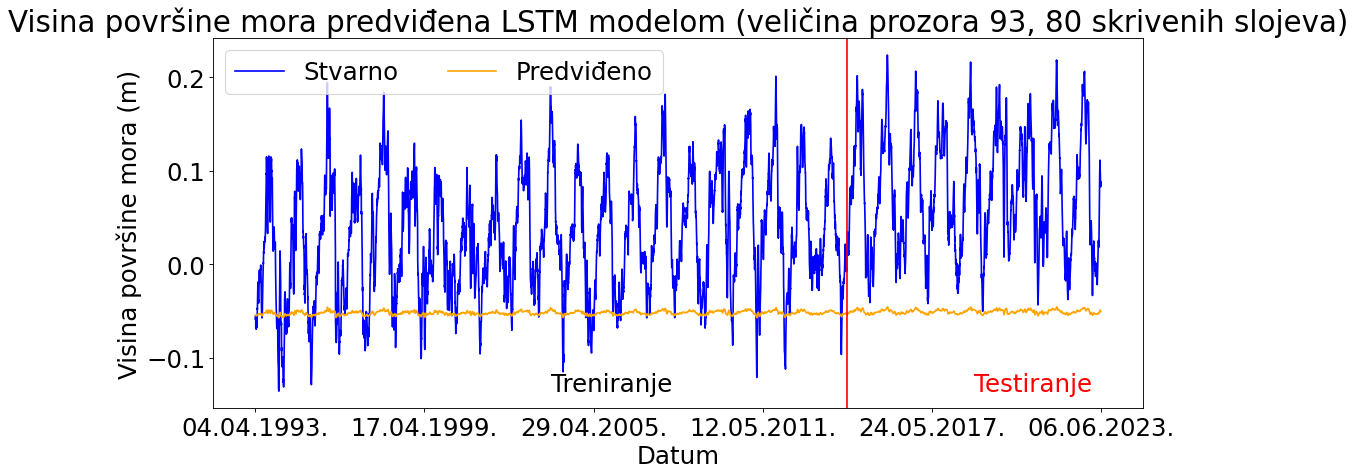 Visina površine mora predviđena LSTM modelom (veličina prozora 93, 80 skrivenih slojeva)
Stvarno Predviđeno
Visina površine mora (m)
0.2
0.1
0.0
−0.1
Treniranje Testiranje
04.04.1993. 17.04.1999. 29.04.2005. 12.05.2011. 24.05.2017. 06.06.2023.
Datum